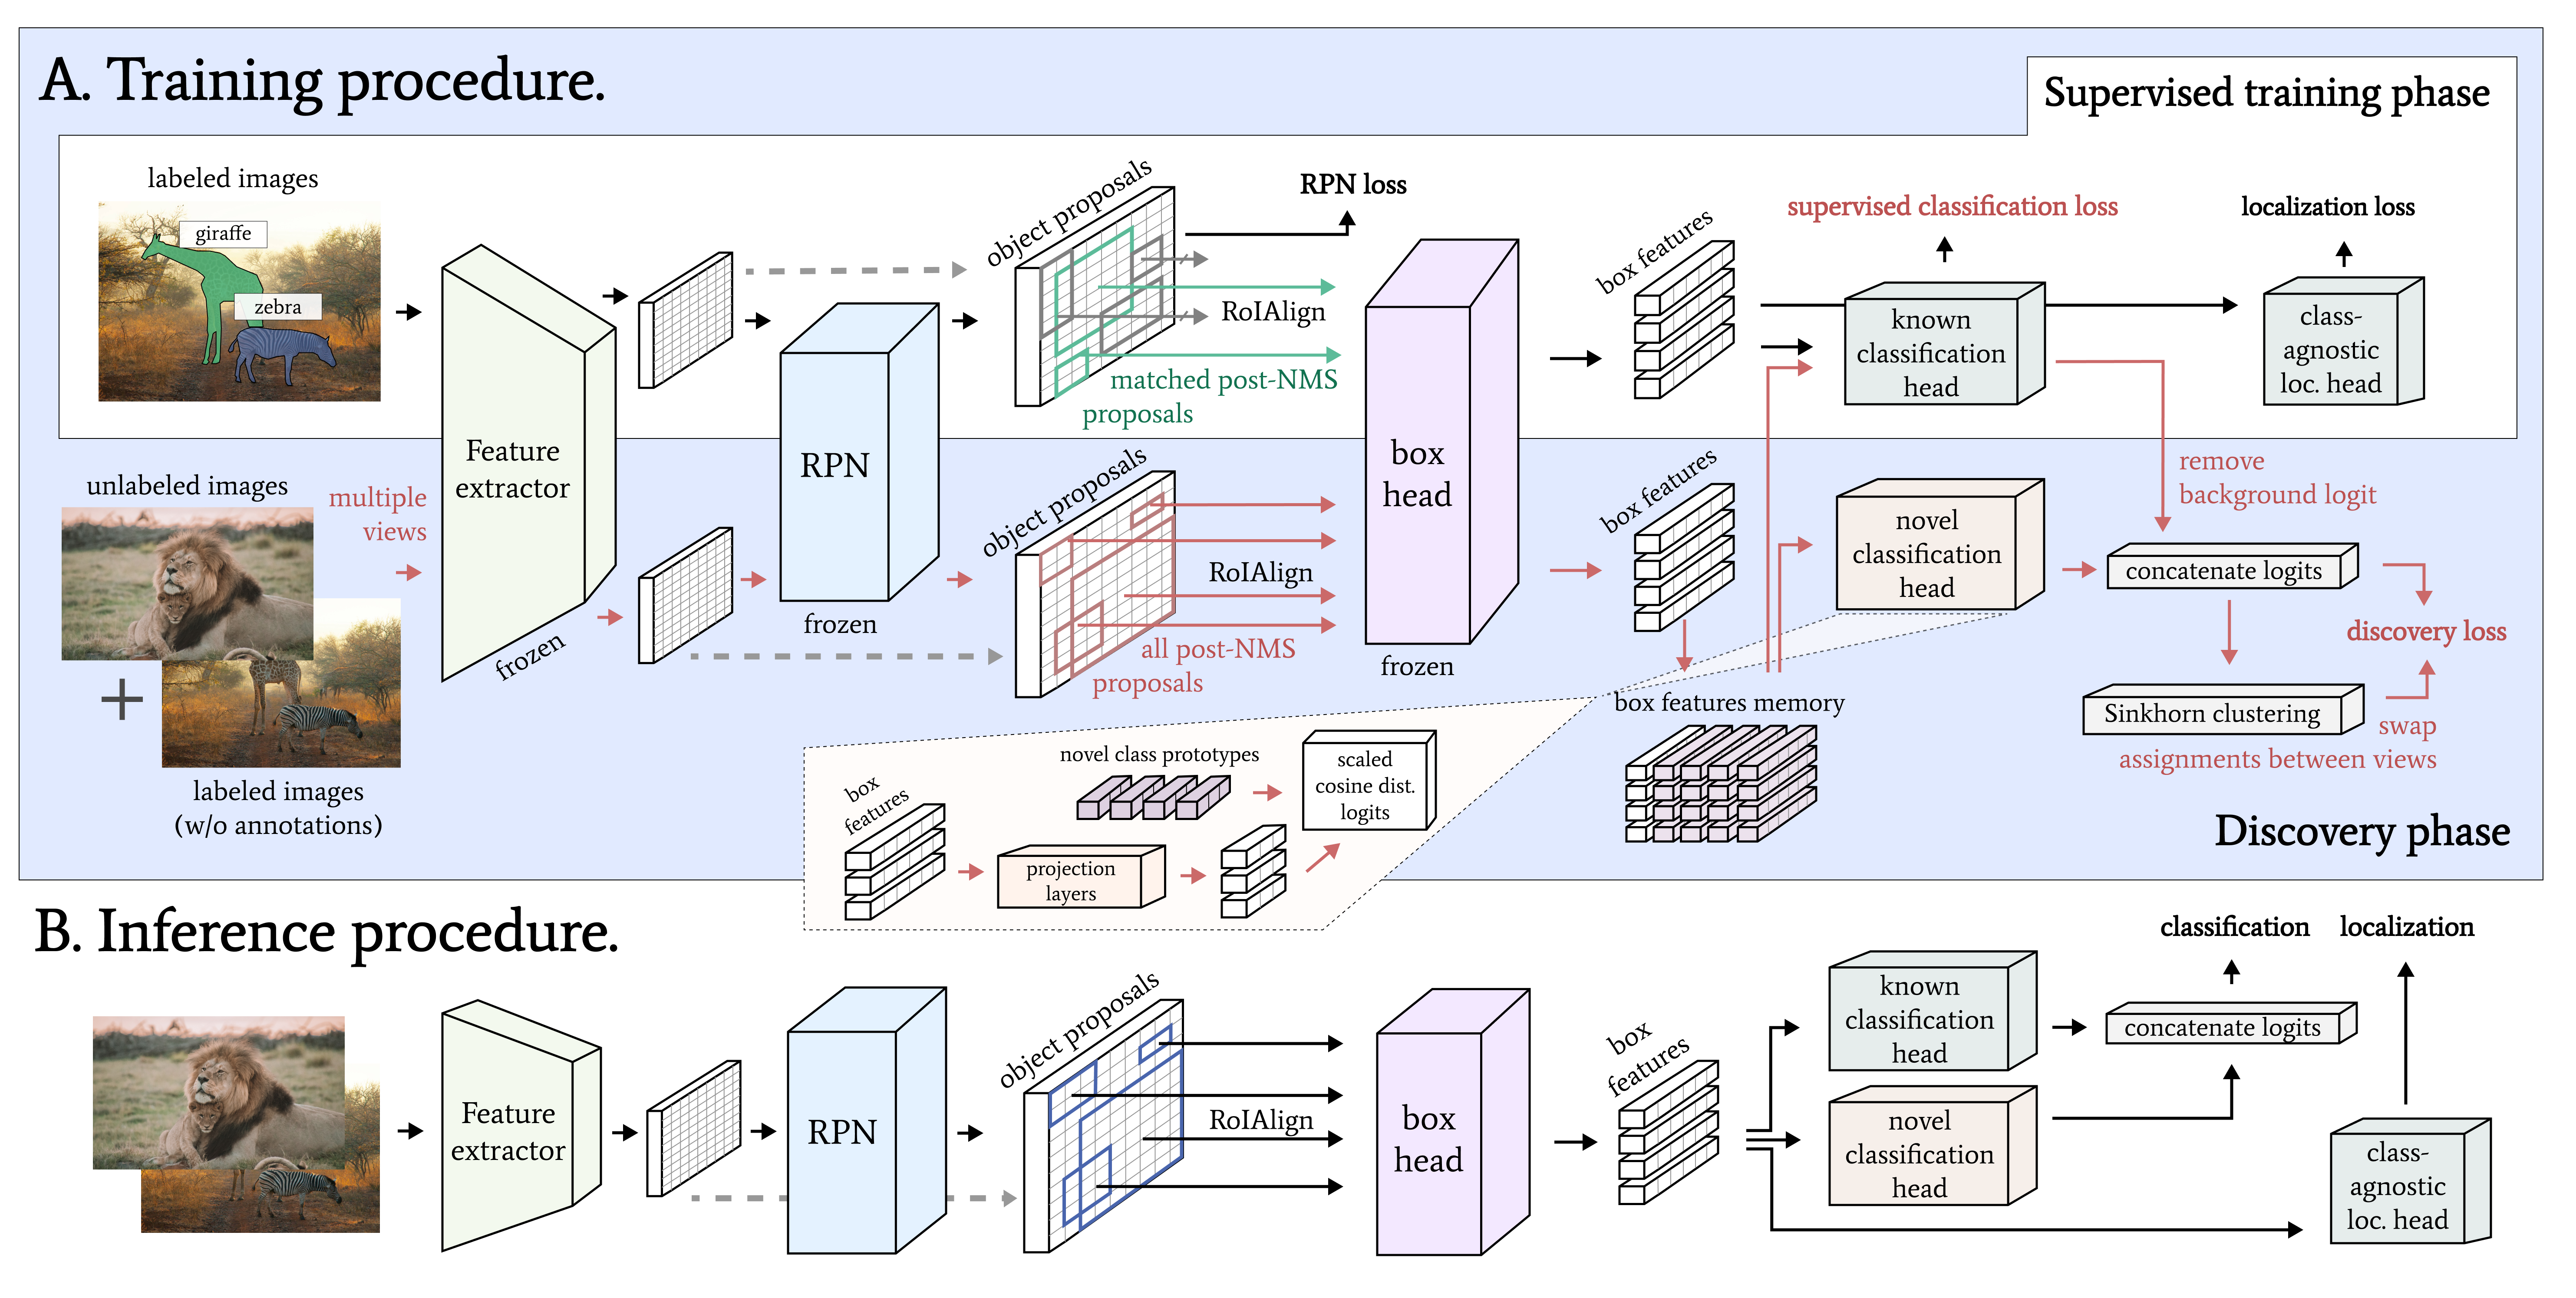 A. Training procedure.
Supervised training phase
labeled images
giraffe
zebra
object proposals
RPN loss
RoIAlign
matched post-NMS
proposals
box features
supervised classification loss
known
classification
head
localization loss
class-
agnostic
loc. head
Feature
extractor
frozen
RPN
frozen
box
head
frozen
unlabeled images
multiple
views
labeled images
(w/o annotations)
object proposals
RoIAlign
all post-NMS
proposals
box features
novel
classification
head
remove
background logit
concatenate logits
discovery loss
Sinkhorn clustering
swap
assignments between views
box features memory
Discovery phase
box
features
novel class prototypes
projection
layers
scaled
cosine dist.
logits
B. Inference procedure.
Feature
extractor
RPN
object proposals
RoIAlign
box
head
box
features
known
classification
head
novel
classification
head
classification
concatenate logits
localization
class-
agnostic
loc. head